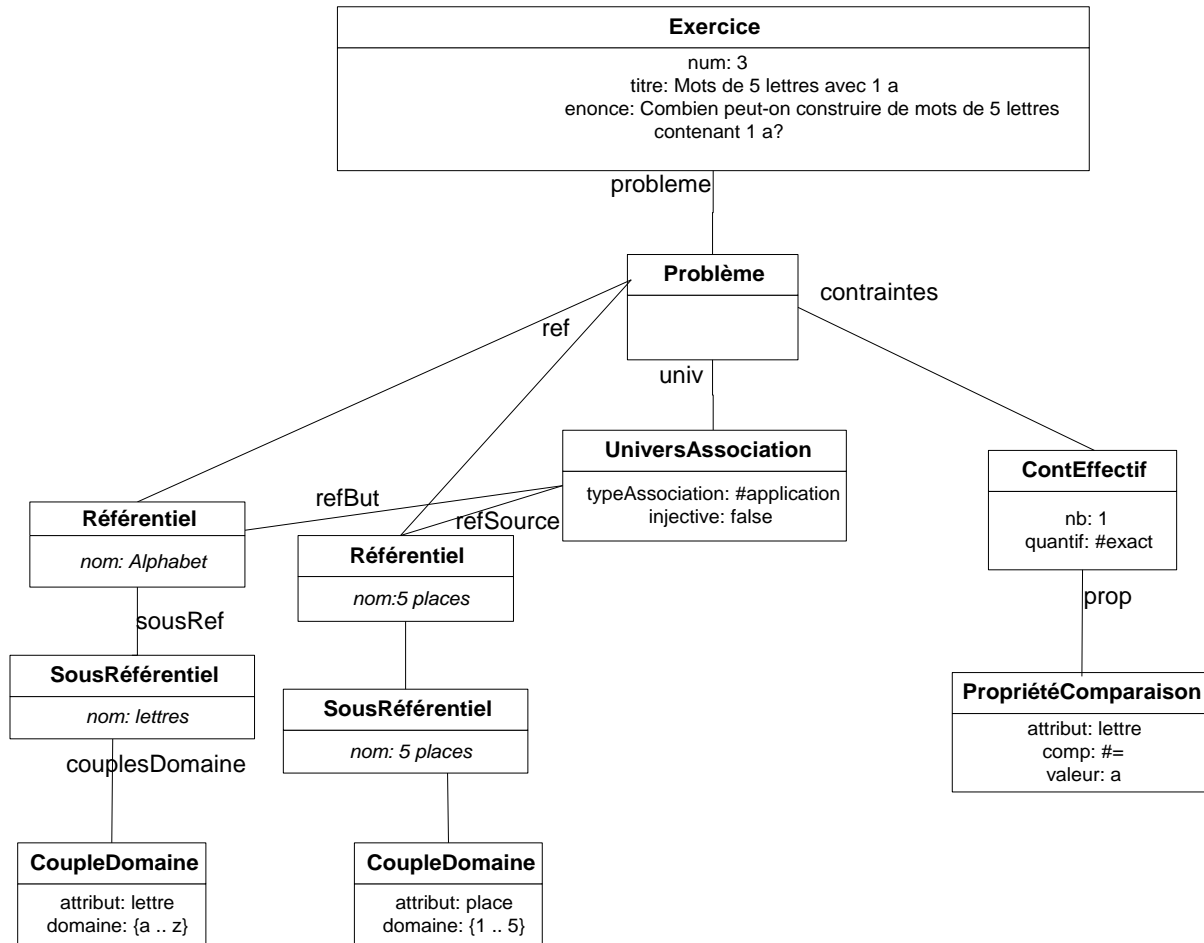 Exercice
num: 3
titre: Mots de 5 lettres avec 1 a
enonce: Combien peut-on construire de mots de 5 lettres
contenant 1 a?
probleme
Problème
contraintes
ref
univ
UniversAssociation
typeAssociation: #application
injective: false
ContEffectif
nb: 1
quantif: #exact
refBut
refSource
Référentiel
nom: Alphabet
Référentiel
nom:5 places
sousRef
prop
SousRéférentiel
nom: lettres
SousRéférentiel
nom: 5 places
PropriétéComparaison
attribut: lettre
comp: #=
valeur: a
couplesDomaine
CoupleDomaine
attribut: lettre
domaine: {a .. z}
CoupleDomaine
attribut: place
domaine: {1 .. 5}